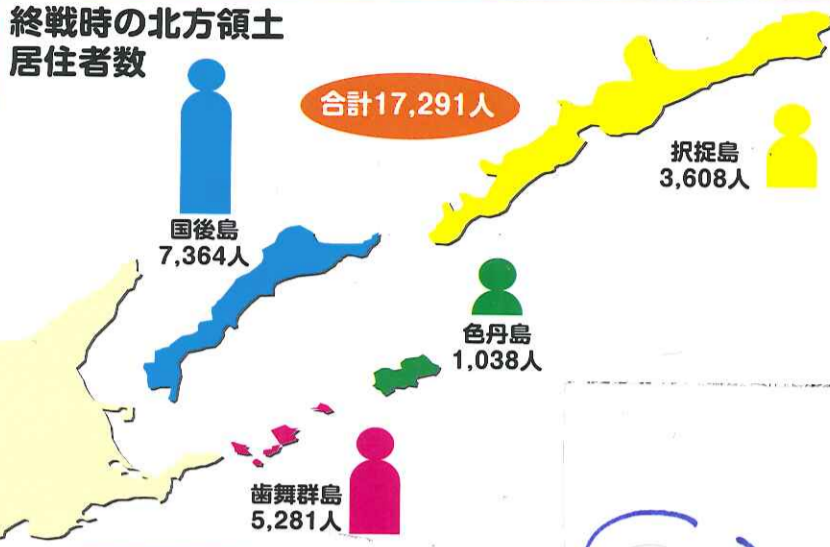 終戦時の北方領土
居住者数
合計17,291人
択捉島
3,608人
国後島
7,364人
色丹島
1,038人
歯舞群島
5,281人